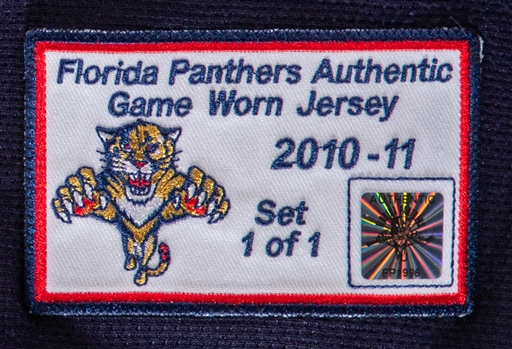 Florida Panthers Authentic
Game Worn Jersey
2010-11
Set
1 of 1